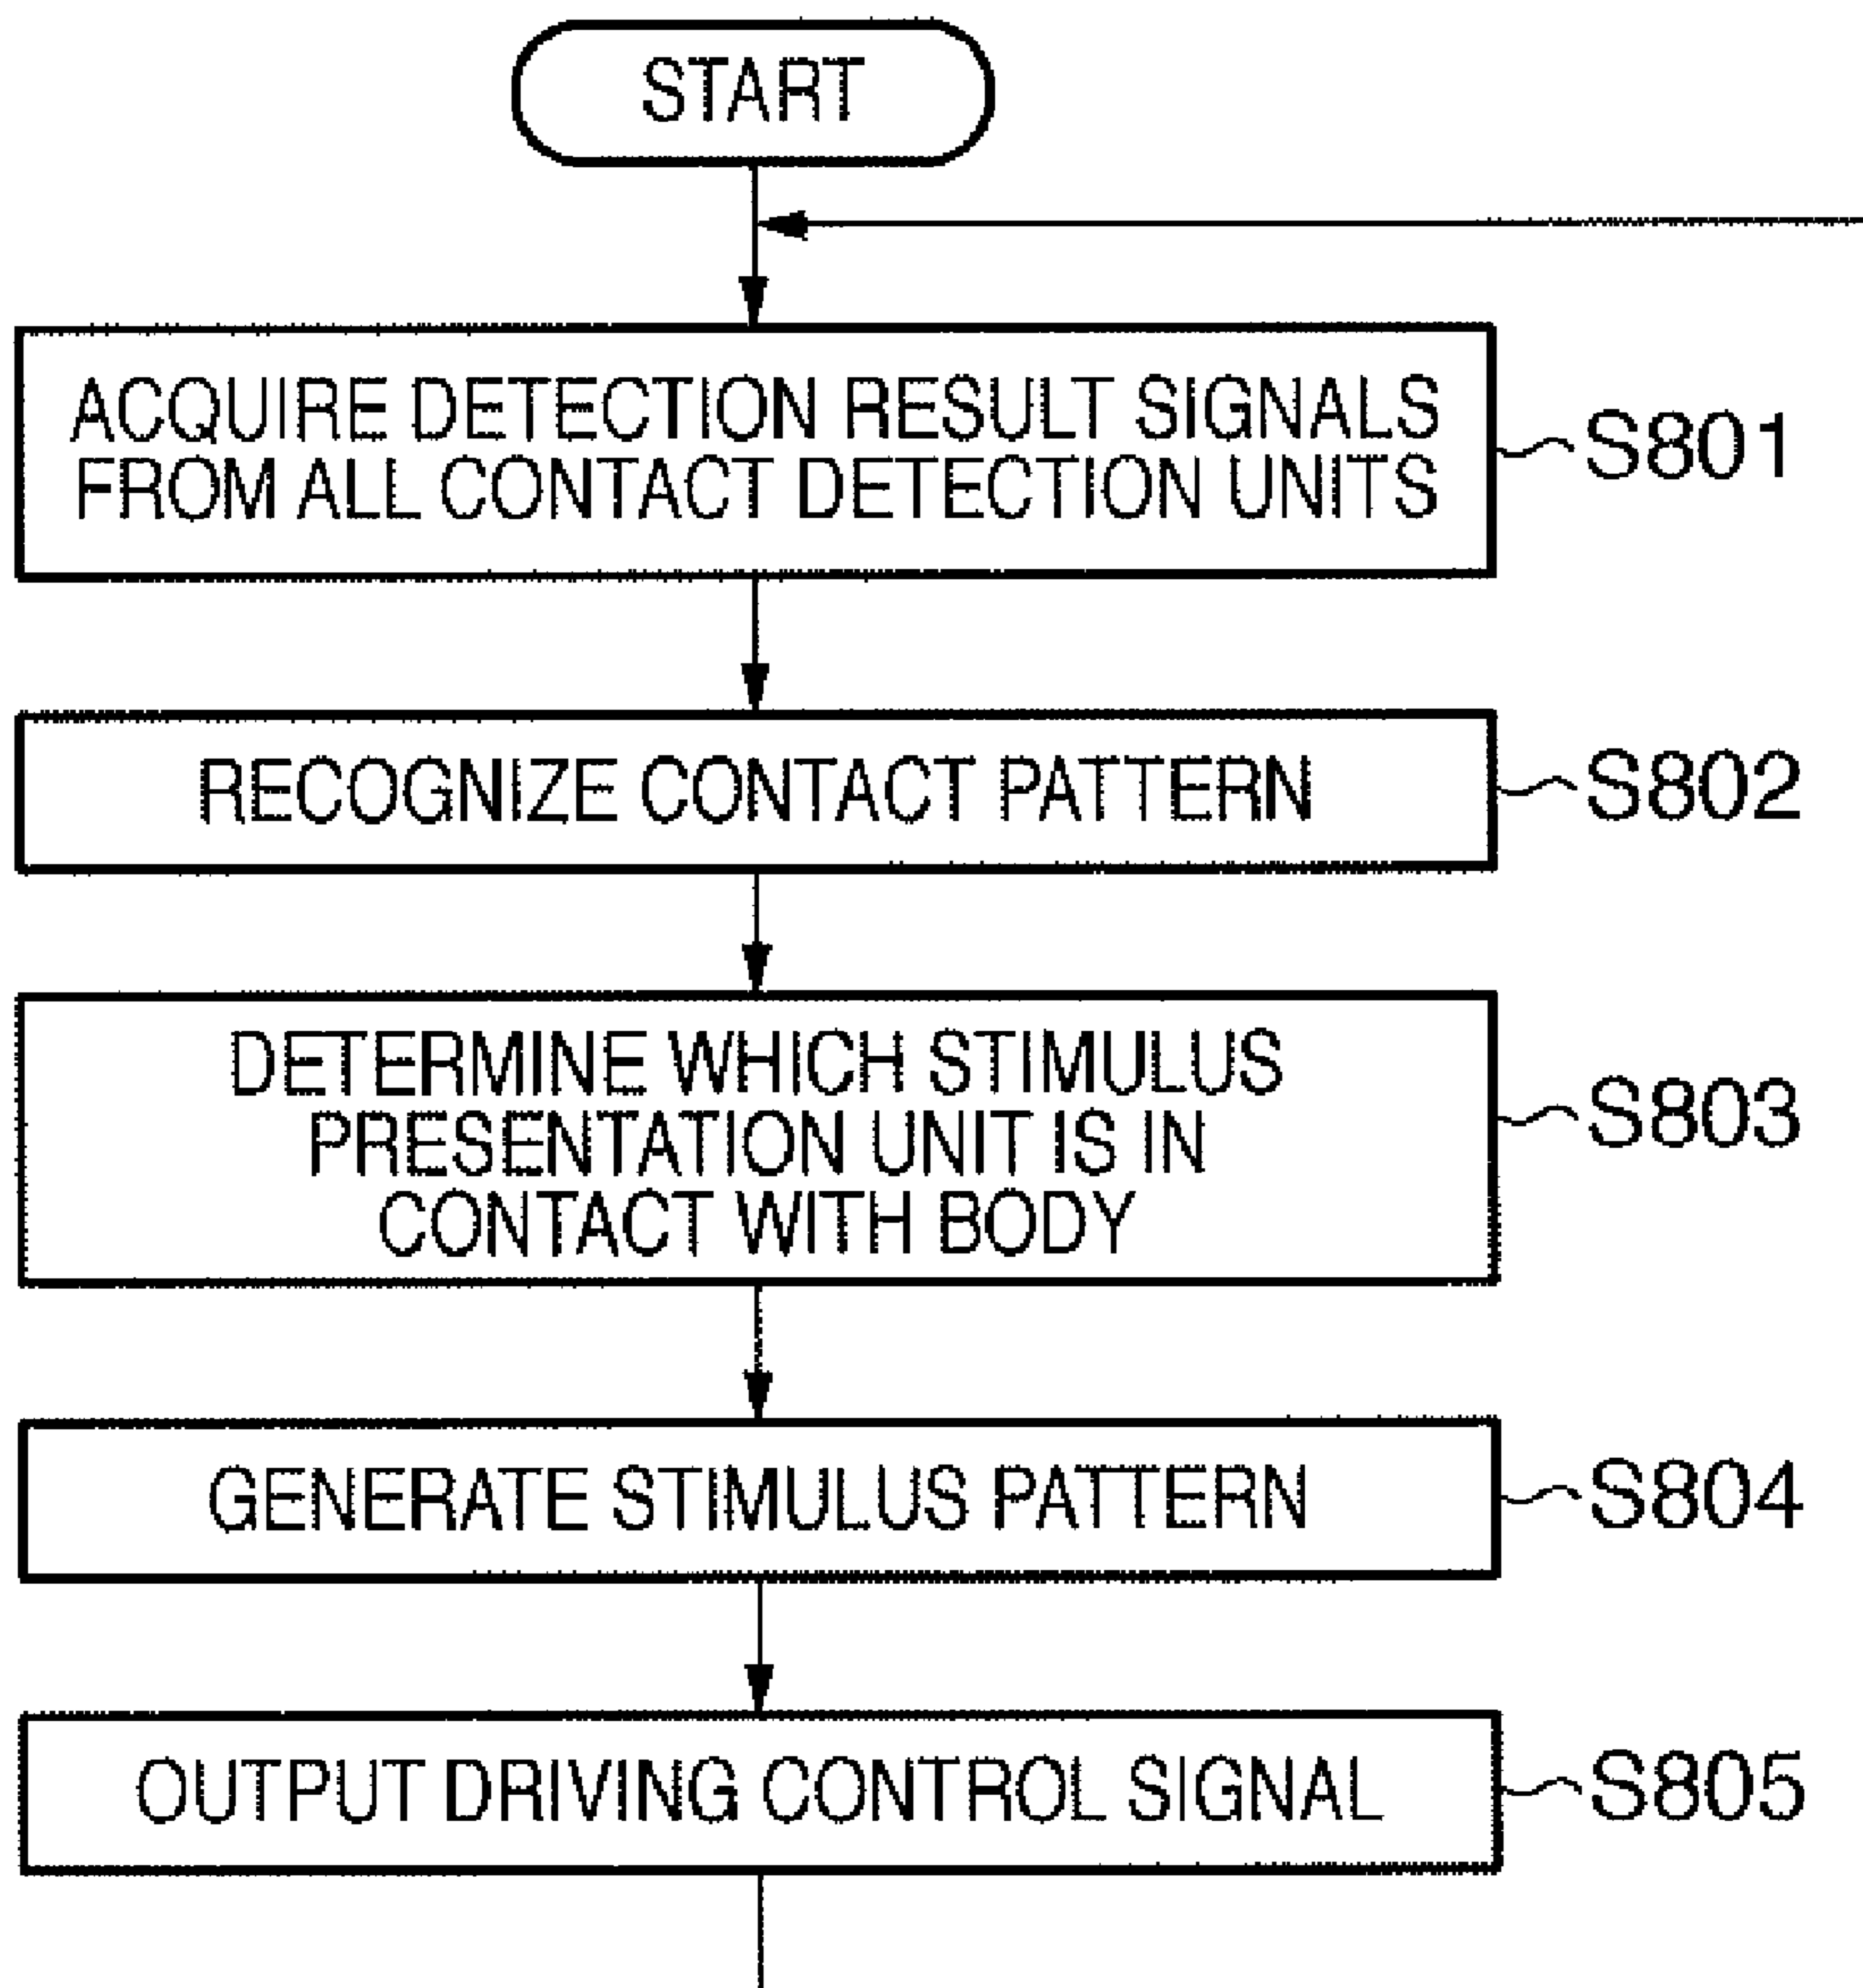 START
ACQUIRE DETECTION RESULT SIGNALS
FROM ALL CONTACT DETECTION UNITS
S801
RECOGNIZE CONTACT PATTERN
S802
DETERMINE WHICH STIMULUS
PRESENTATION UNIT IS IN
CONTACT WITH BODY
S803
GENERATE STIMULUS PATTERN
S804
OUTPUT DRIVING CONTROL SIGNAL
S805